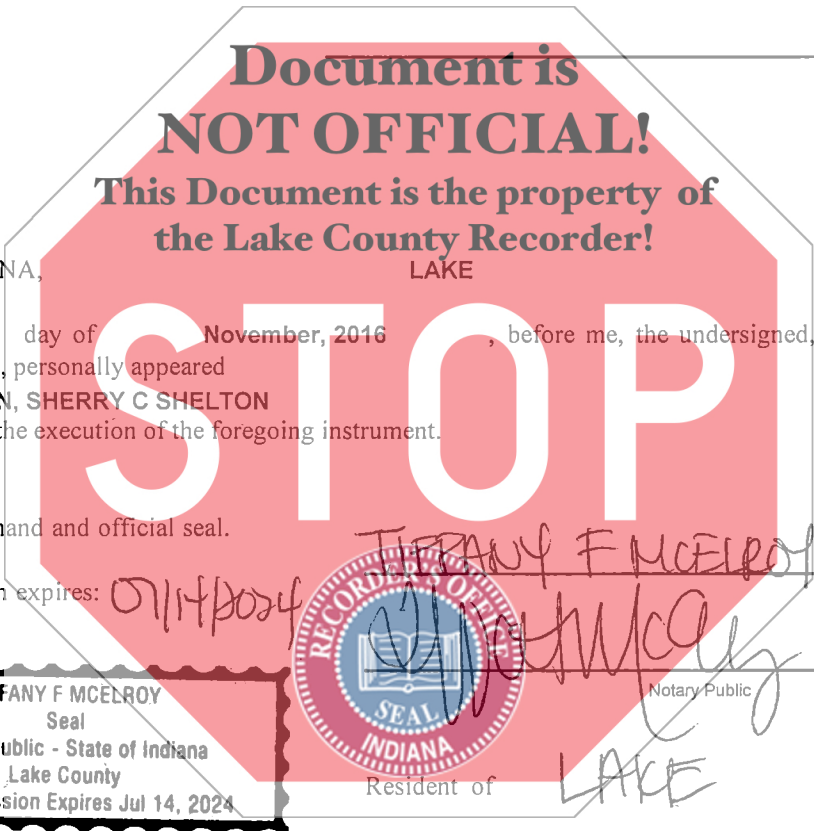 Document is
NOT OFFICIAL!
This Document is the property of
the Lake County Recorder!
NA, LAKE
day of November, 2016 , before me, the undersigned,
, personally appeared
N, SHERRY C SHELTON
the execution of the foregoing instrument.
STOP
hand and official seal.
TIFFANY F MCELROY
n expires: 07/14/2024
RECORDER'S OFFICE
SEAL
INDIANA
Notary Public
FANY F MCELROY
Seal
ublic - State of Indiana
Lake County
sion Expires Jul 14, 2024
Resident of LAKE